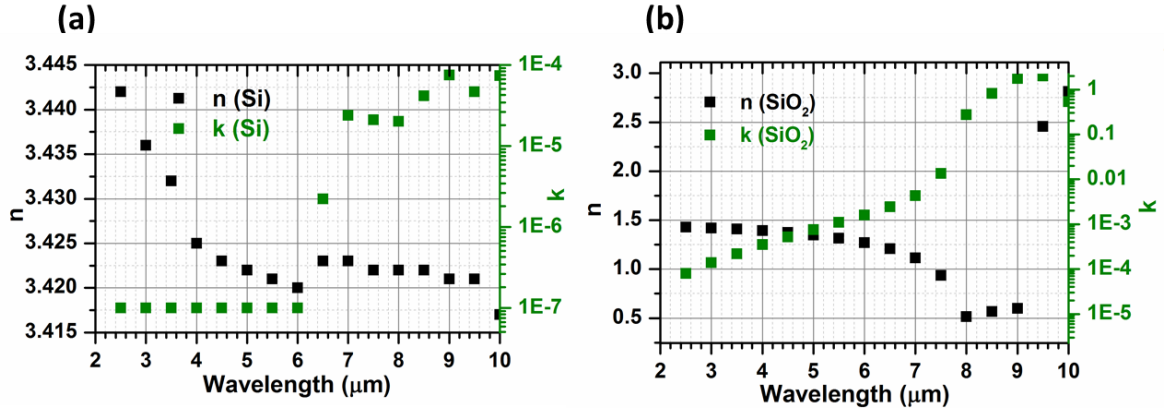 (a)
(b)
3.445
3.440
3.435
3.430
3.425
3.420
3.415
n
n (Si)
k (Si)
1E-4
1E-5
1E-6
1E-7
k
2 3 4 5 6 7 8 9 10
Wavelength (μm)
3.0
2.5
2.0
1.5
1.0
0.5
n
n (SiO₂)
k (SiO₂)
1
0.1
0.01
1E-3
1E-4
1E-5
k
2 3 4 5 6 7 8 9 10
Wavelength (μm)